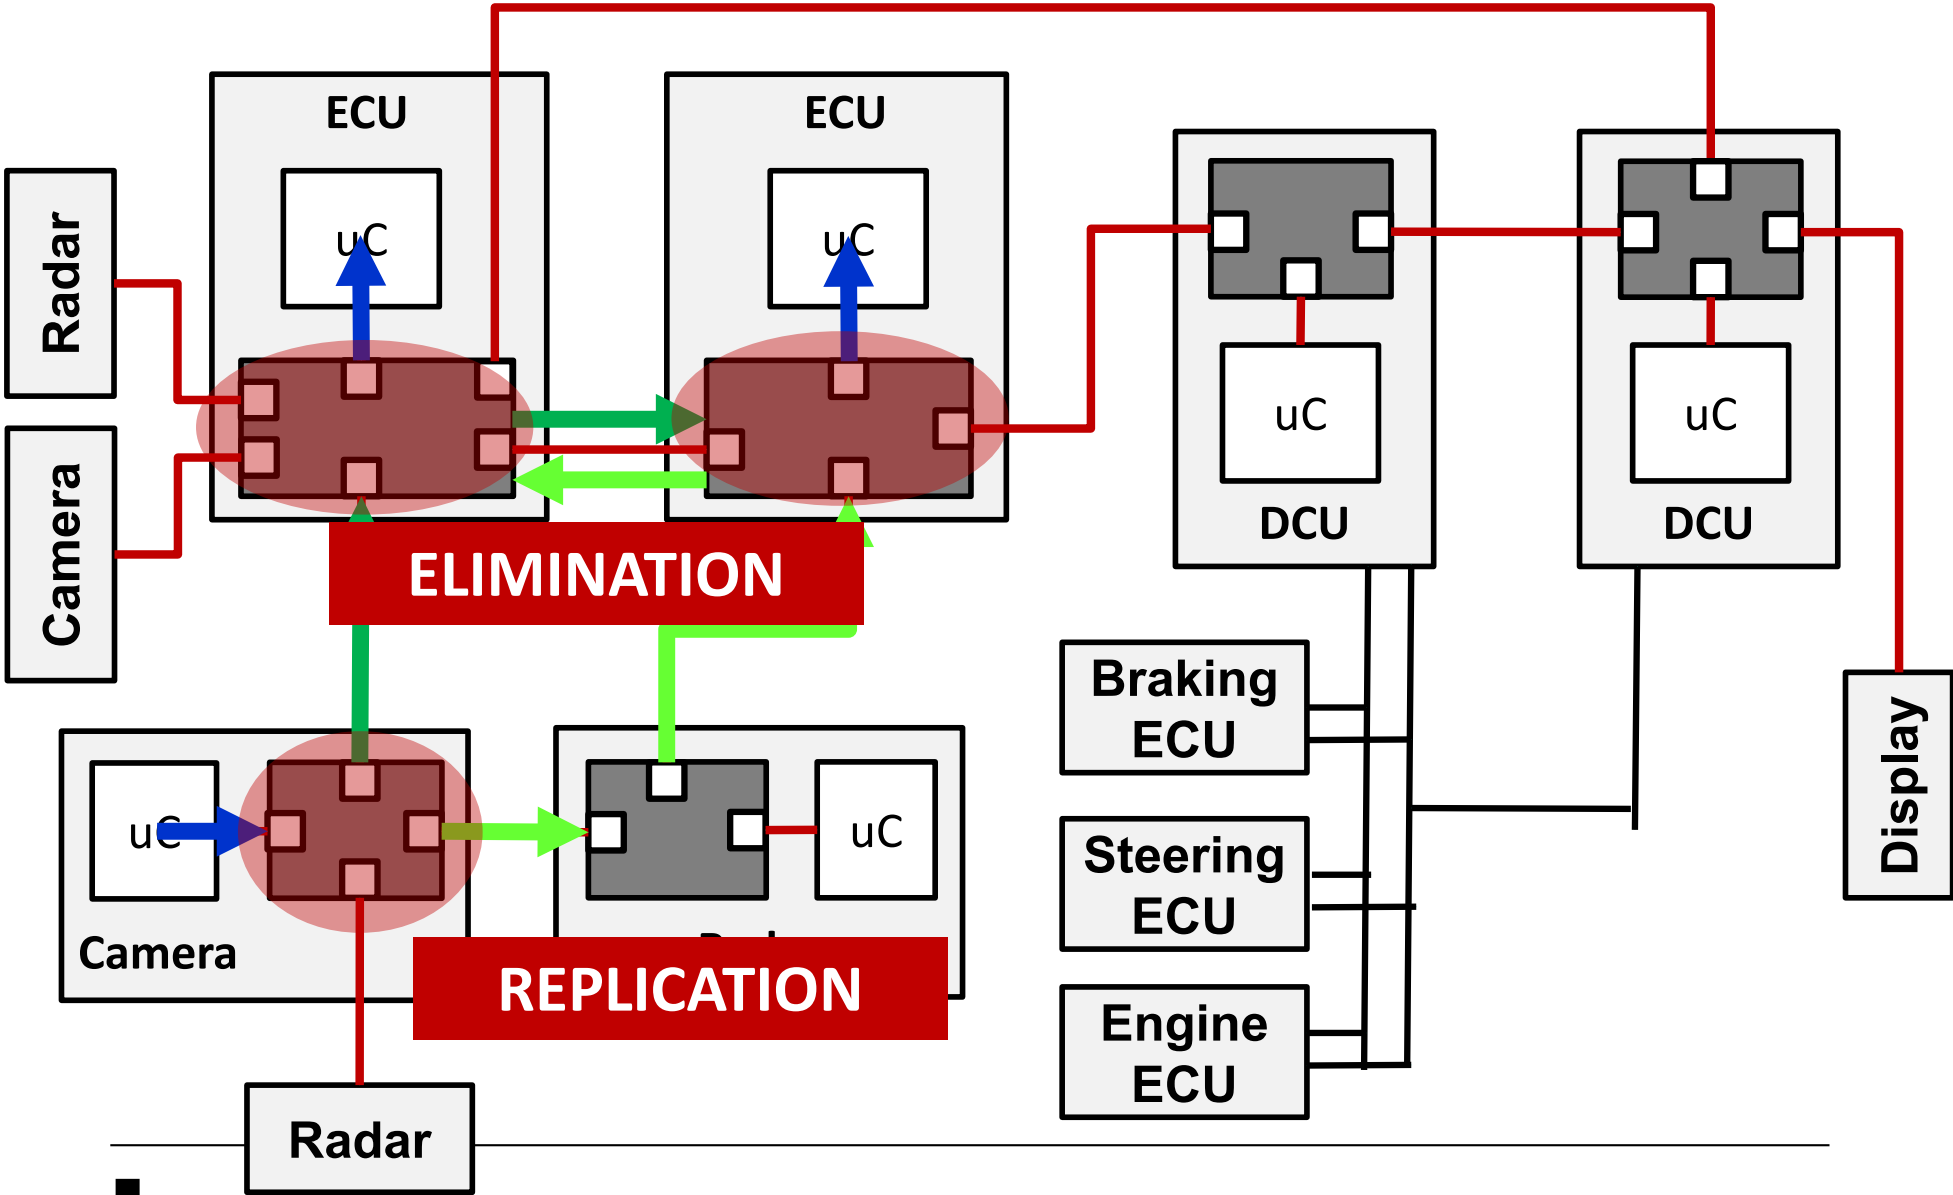 ECU
ECU
uC
uC
Radar
Camera
uC
uC
DCU
DCU
ELIMINATION
Braking
ECU
Steering
ECU
Engine
ECU
Display
uC
uC
Camera
REPLICATION
Radar